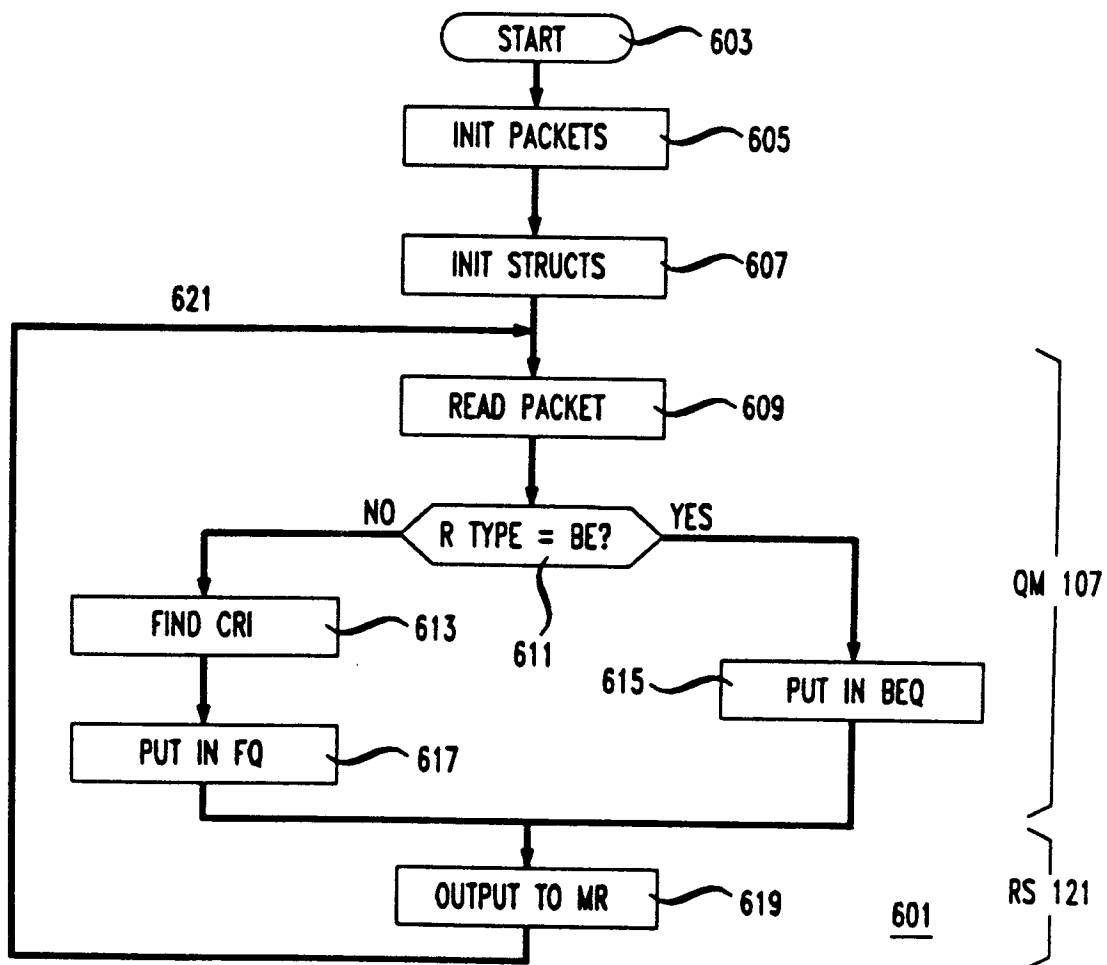 START
603
INIT PACKETS
605
INIT STRUCTS
607
621
READ PACKET
609
NO
R TYPE = BE?
YES
611
QM 107
FIND CRI
613
615
PUT IN BEQ
PUT IN FQ
617
OUTPUT TO MR
619
601
RS 121